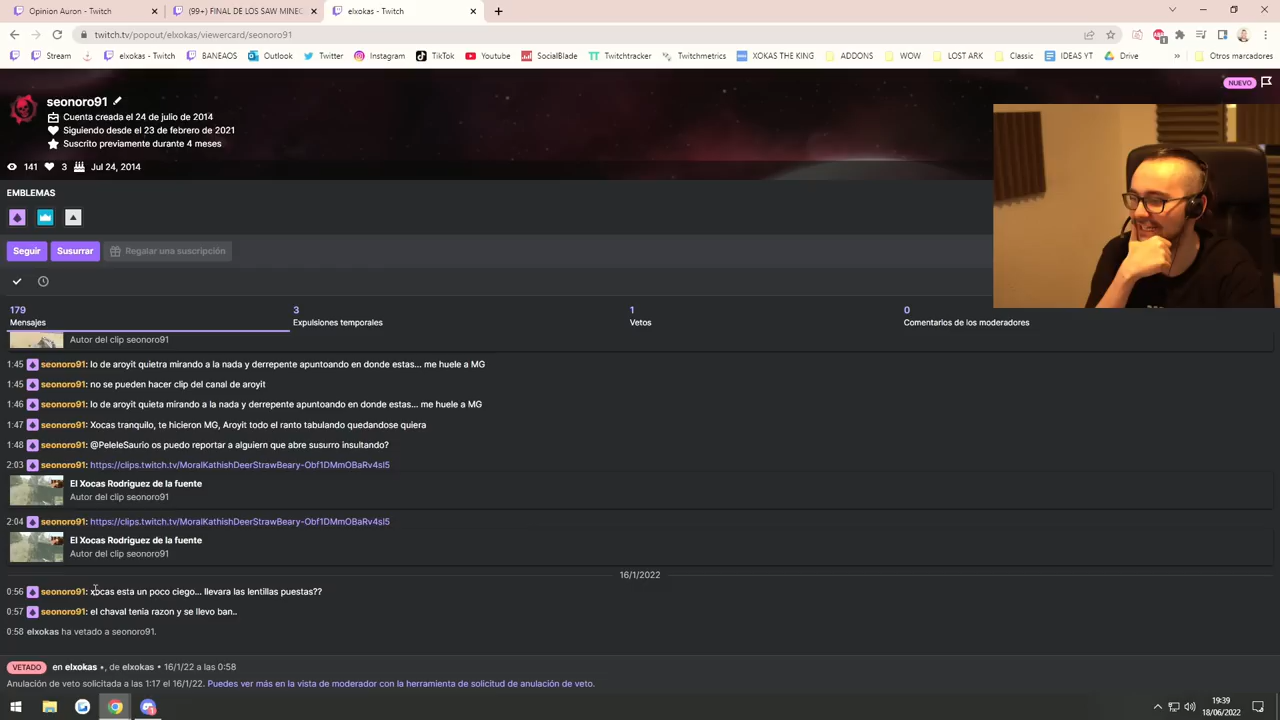 Opinion Auron - Twitch
(99+) FINAL DE LOS SAW MINEC
elxokas - Twitch
twitch.tv/popout/elxokas/viewercard/seonoro91
Stream
elxokas - Twitch
BANEAOS
Outlook
Twitter
Instagram
TikTok
Youtube
SocialBlade
Twitchtracker
Twitchmetrics
XOKAS THE KING
ADDONS
WOW
LOST ARK
Classic
IDEAS YT
Drive
»
Otros marcadores
seonoro91
NUEVO
Cuenta creada el 24 de julio de 2014
Siguiendo desde el 23 de febrero de 2021
Suscrito previamente durante 4 meses
141 3 Jul 24, 2014
EMBLEMAS
Seguir Susurrar Regalar una suscripción
179 3 1 0
Mensajes Expulsiones temporales Vetos Comentarios de los moderadores
Autor del clip seonoro91
1:45 seonoro91: lo de aroyit quietra mirando a la nada y derrepente apuntoando en donde estas... me huele a MG
1:45 seonoro91: no se pueden hacer clip del canal de aroyit
1:46 seonoro91: lo de aroyit quieta mirando a la nada y derrepente apuntoando en donde estas... me huele a MG
1:47 seonoro91: Xocas tranquilo, te hicieron MG, Aroyit todo el ranto tabulando quedandose quiera
1:48 seonoro91: @PeleleSaurio os puedo reportar a alguiern que abre susurro insultando?
2:03 seonoro91: https://clips.twitch.tv/MoralKathishDeerStrawBeary-Obf1DMmOBaRv4sI5
El Xocas Rodriguez de la fuente
Autor del clip seonoro91
2:04 seonoro91: https://clips.twitch.tv/MoralKathishDeerStrawBeary-Obf1DMmOBaRv4sI5
El Xocas Rodriguez de la fuente
Autor del clip seonoro91
16/1/2022
0:56 seonoro91: xocas esta un poco ciego... llevara las lentillas puestas??
0:57 seonoro91: el chaval tenia razon y se llevo ban..
0:58 elxokas ha vetado a seonoro91.
VETADO en elxokas •, de elxokas • 16/1/22 a las 0:58
Anulación de veto solicitada a las 1:17 el 16/1/22. Puedes ver más en la vista de moderador con la herramienta de solicitud de anulación de veto.
19:39
18/06/2022